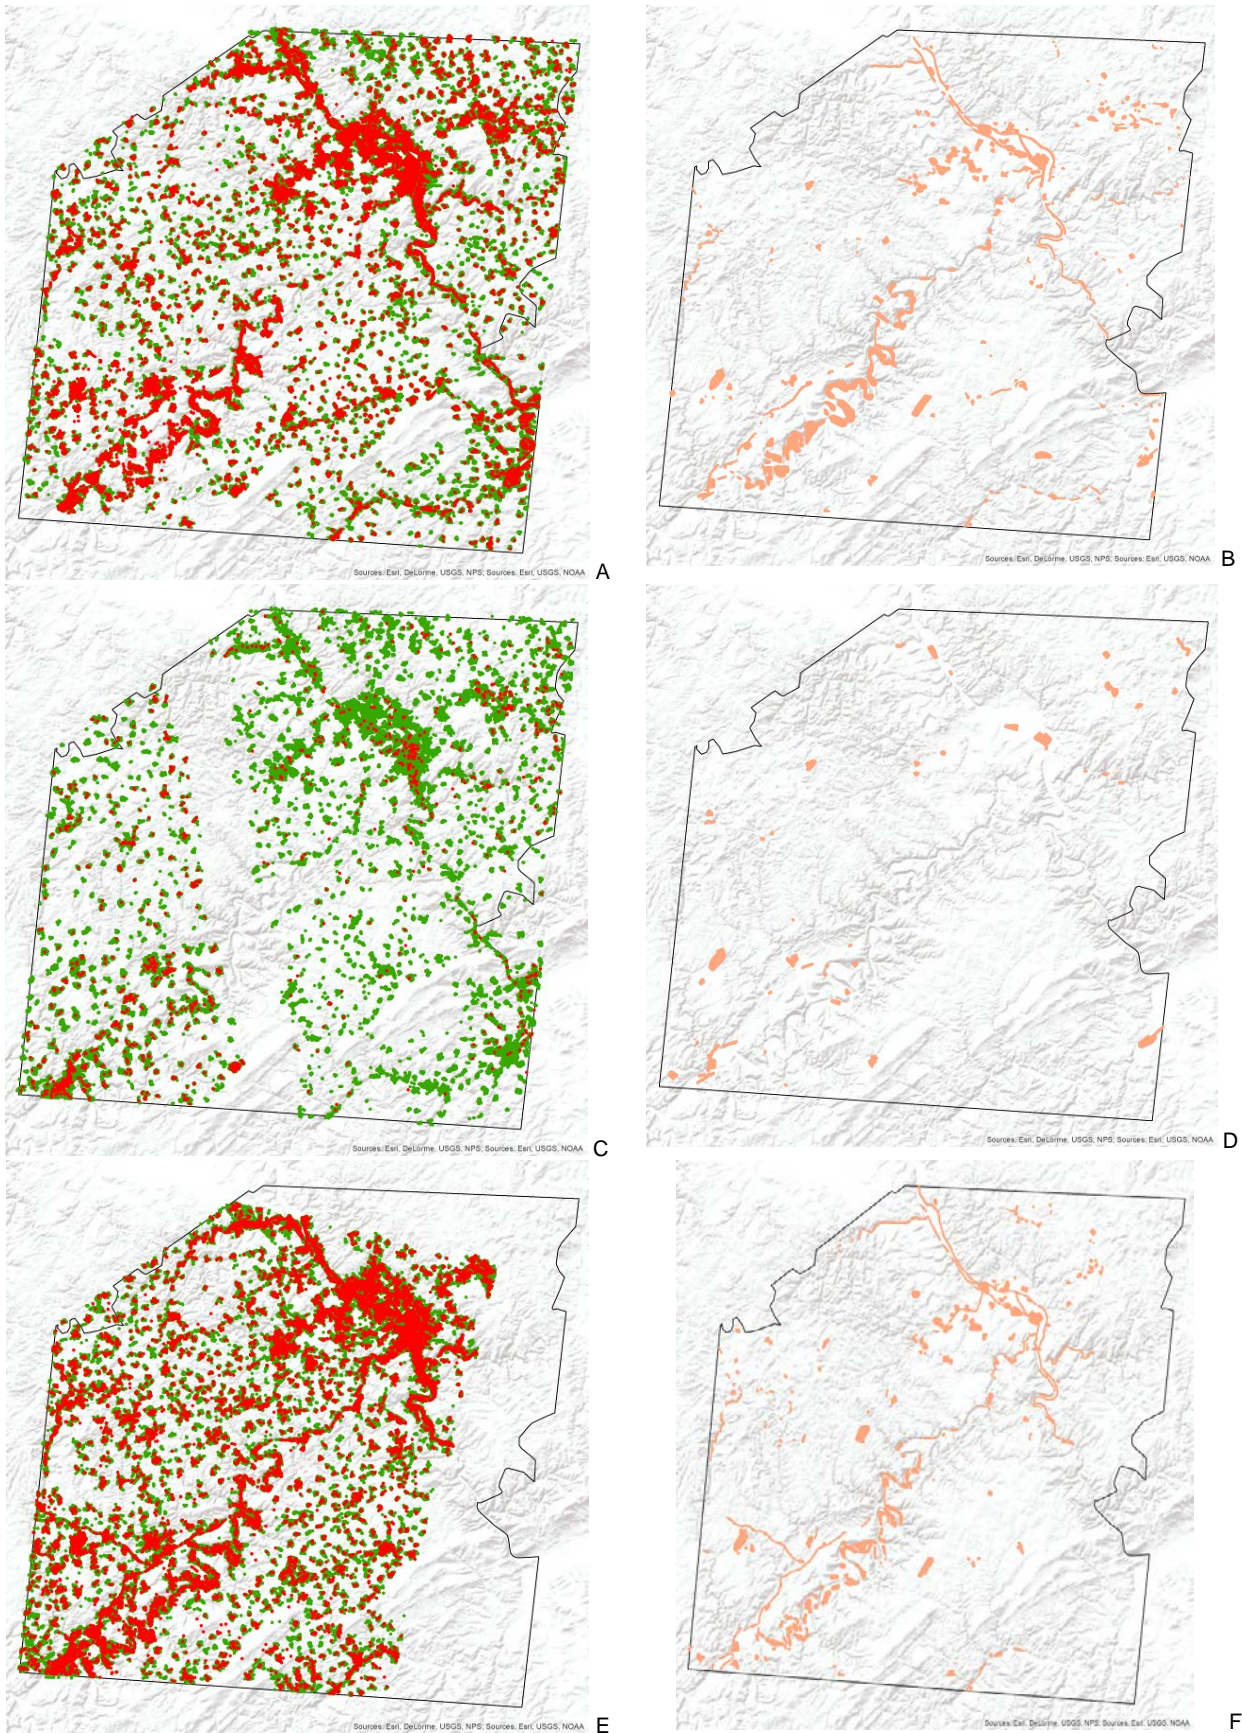 Sources: Esri, DeLorme, USGS, NPS; Sources: Esri, USGS, NOAA
A
Sources: Esri, DeLorme, USGS, NPS; Sources: Esri, USGS, NOAA
B
Sources: Esri, DeLorme, USGS, NPS; Sources: Esri, USGS, NOAA
C
Sources: Esri, DeLorme, USGS, NPS; Sources: Esri, USGS, NOAA
D
Sources: Esri, DeLorme, USGS, NPS; Sources: Esri, USGS, NOAA
E
Sources: Esri, DeLorme, USGS, NPS; Sources: Esri, USGS, NOAA
F